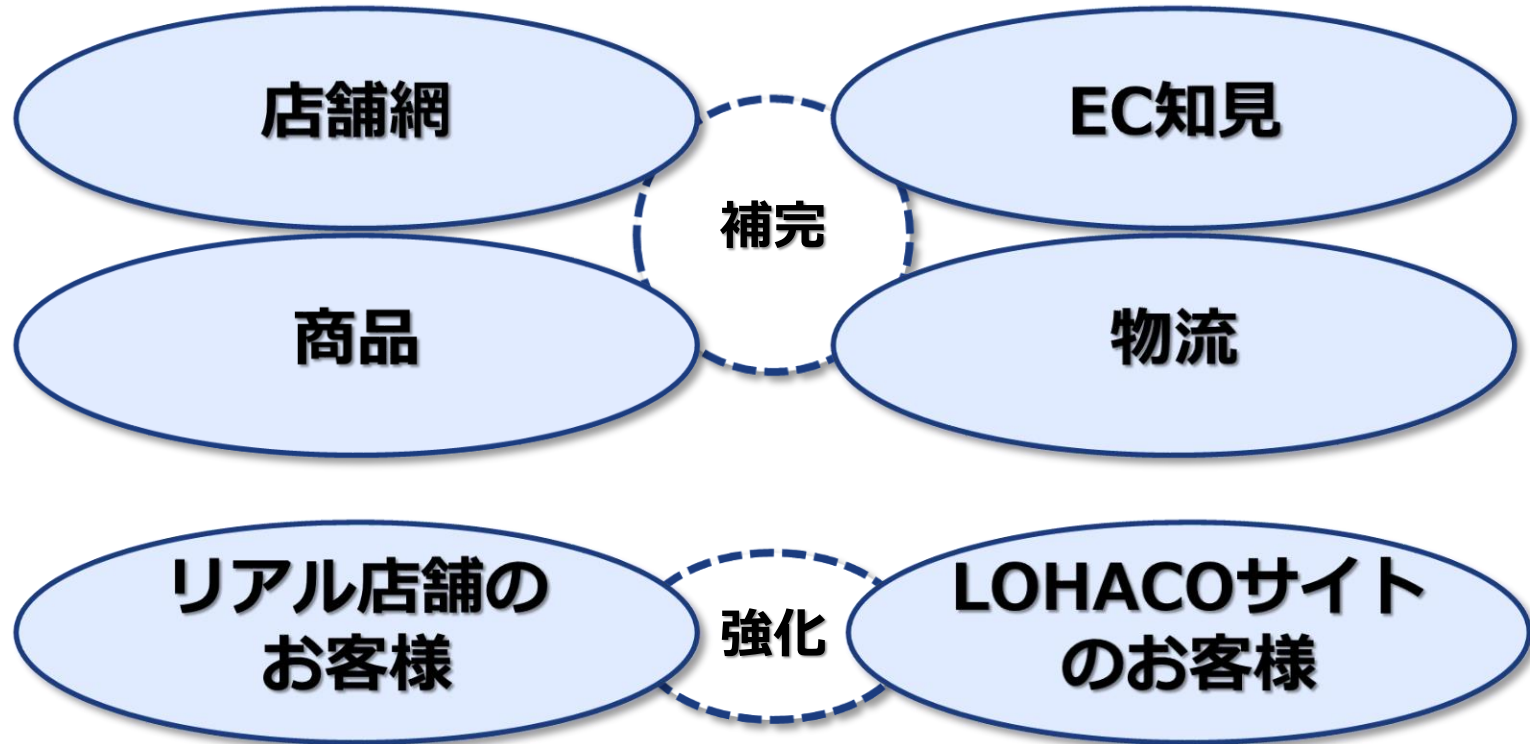 店舗網
EC知見
補完
商品
物流
リアル店舗の
お客様
強化
LOHACOサイト
のお客様